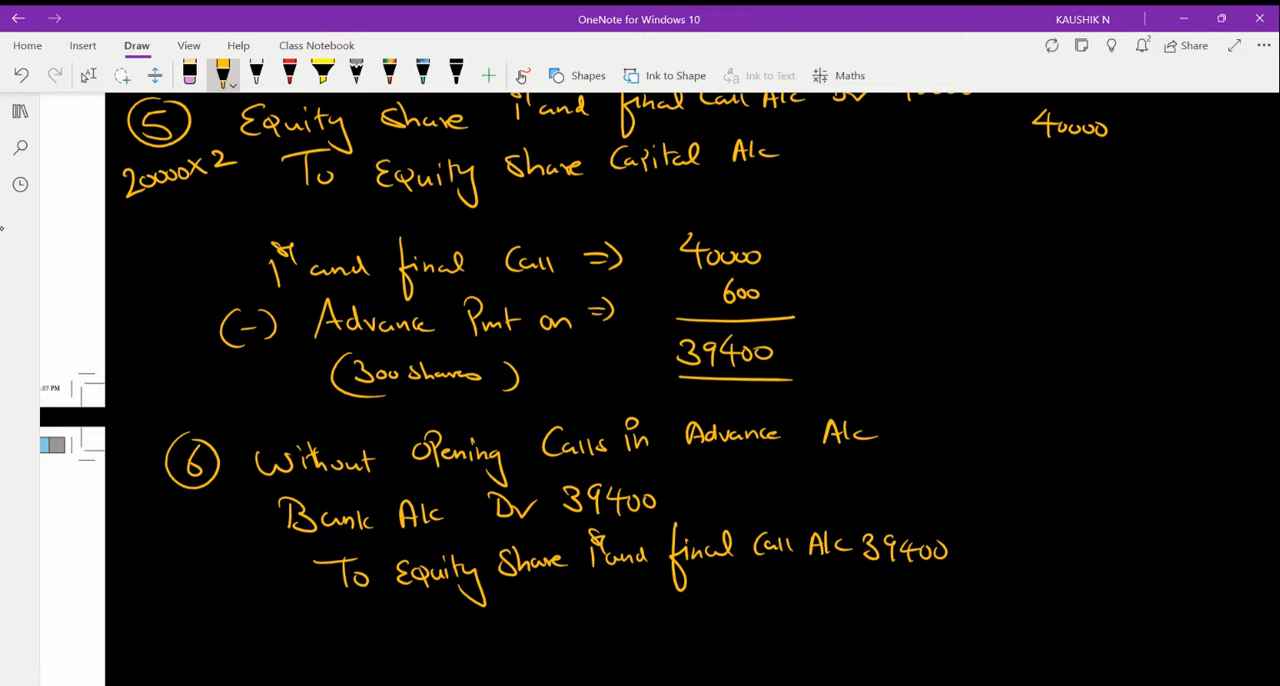 OneNote for Windows 10
KAUSHIK N
Home Insert Draw View Help Class Notebook
2 Share
Shapes Ink to Shape Ink to Text Maths
5 Equity Share 1st and final Call A/c Dr
40000
20000x2 To Equity Share Capital A/c
1st and final Call => 40000
(-) Advance Pmt on => 600
(300 Shares) 39400
:57 PM
6 Without Opening Calls in Advance A/c
Bank A/c Dr 39400
To Equity Share 1st and final Call A/c 39400